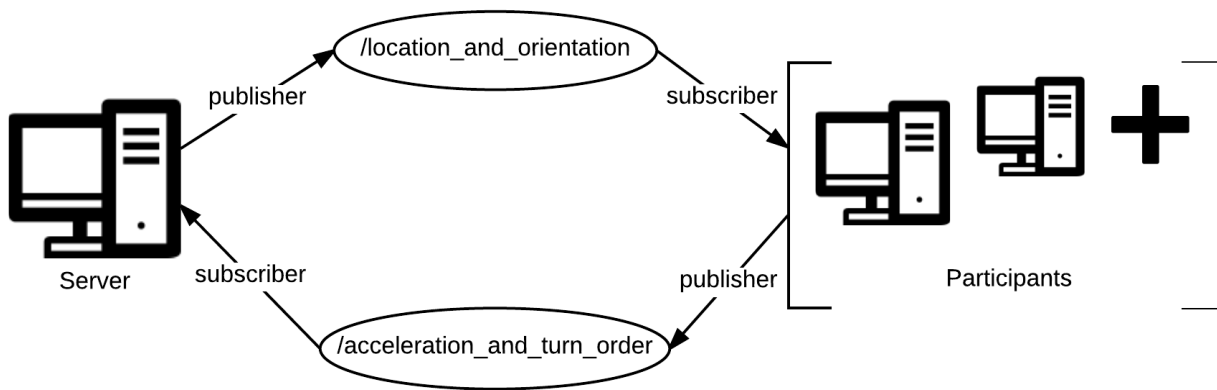 /location_and_orientation
publisher
subscriber
Server
subscriber
publisher
Participants
/acceleration_and_turn_order